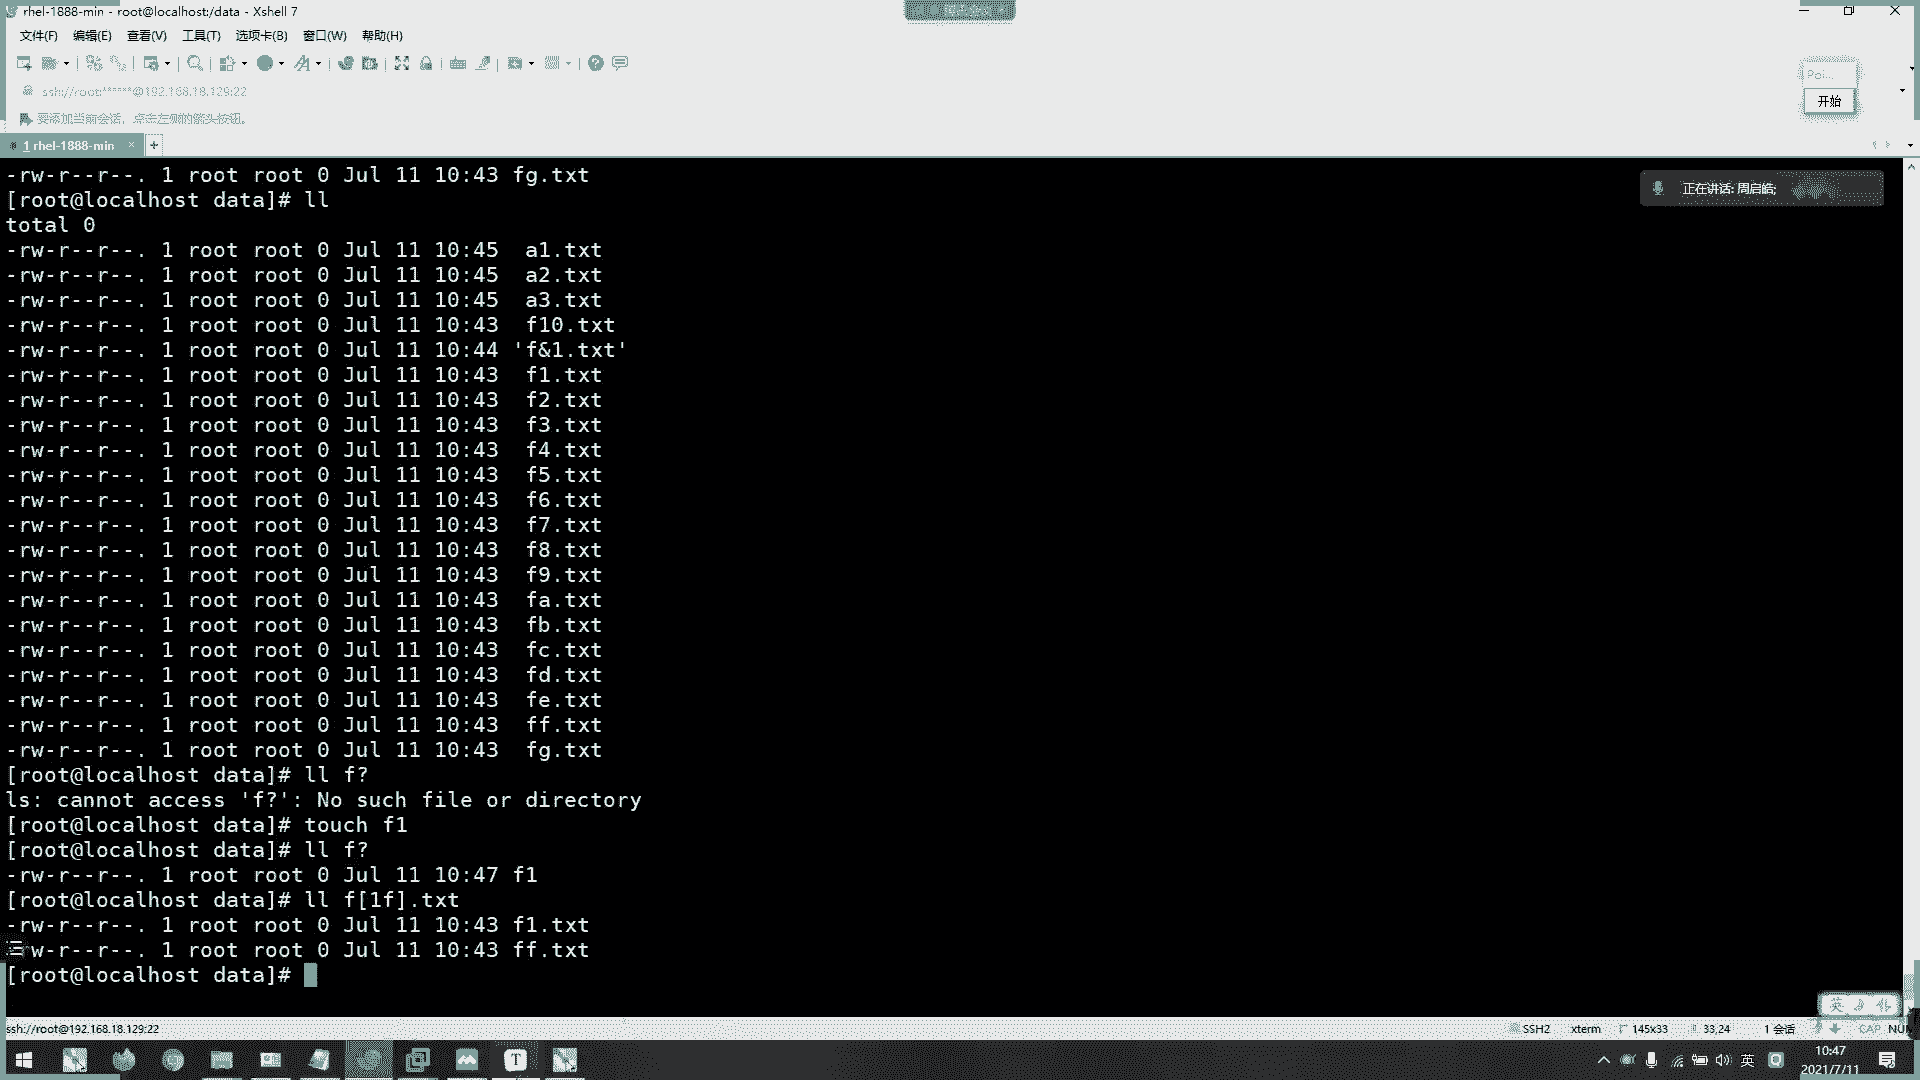 rhel-1888-min - root@localhost:/data - Xshell 7
文件(F) 编辑(E) 查看(V) 工具(T) 选项卡(B) 窗口(W) 帮助(H)
ssh://root:******@192.168.18.129:22
要添加当前会话，点击左侧的箭头按钮。
Poi...
开始
1 rhel-1888-min × +
正在讲话: 周启皓;
-rw-r--r--. 1 root root 0 Jul 11 10:43 fg.txt
[root@localhost data]# ll
total 0
-rw-r--r--. 1 root root 0 Jul 11 10:45  a1.txt
-rw-r--r--. 1 root root 0 Jul 11 10:45  a2.txt
-rw-r--r--. 1 root root 0 Jul 11 10:45  a3.txt
-rw-r--r--. 1 root root 0 Jul 11 10:43  f10.txt
-rw-r--r--. 1 root root 0 Jul 11 10:44 'f&1.txt'
-rw-r--r--. 1 root root 0 Jul 11 10:43  f1.txt
-rw-r--r--. 1 root root 0 Jul 11 10:43  f2.txt
-rw-r--r--. 1 root root 0 Jul 11 10:43  f3.txt
-rw-r--r--. 1 root root 0 Jul 11 10:43  f4.txt
-rw-r--r--. 1 root root 0 Jul 11 10:43  f5.txt
-rw-r--r--. 1 root root 0 Jul 11 10:43  f6.txt
-rw-r--r--. 1 root root 0 Jul 11 10:43  f7.txt
-rw-r--r--. 1 root root 0 Jul 11 10:43  f8.txt
-rw-r--r--. 1 root root 0 Jul 11 10:43  f9.txt
-rw-r--r--. 1 root root 0 Jul 11 10:43  fa.txt
-rw-r--r--. 1 root root 0 Jul 11 10:43  fb.txt
-rw-r--r--. 1 root root 0 Jul 11 10:43  fc.txt
-rw-r--r--. 1 root root 0 Jul 11 10:43  fd.txt
-rw-r--r--. 1 root root 0 Jul 11 10:43  fe.txt
-rw-r--r--. 1 root root 0 Jul 11 10:43  ff.txt
-rw-r--r--. 1 root root 0 Jul 11 10:43  fg.txt
[root@localhost data]# ll f?
ls: cannot access 'f?': No such file or directory
[root@localhost data]# touch f1
[root@localhost data]# ll f?
-rw-r--r--. 1 root root 0 Jul 11 10:47 f1
[root@localhost data]# ll f[1f].txt
-rw-r--r--. 1 root root 0 Jul 11 10:43 f1.txt
-rw-r--r--. 1 root root 0 Jul 11 10:43 ff.txt
[root@localhost data]#
英
ssh://root@192.168.18.129:22 SSH2 xterm 145x33 33,24 1 会话 CAP NUM
英 10:47
2021/7/11